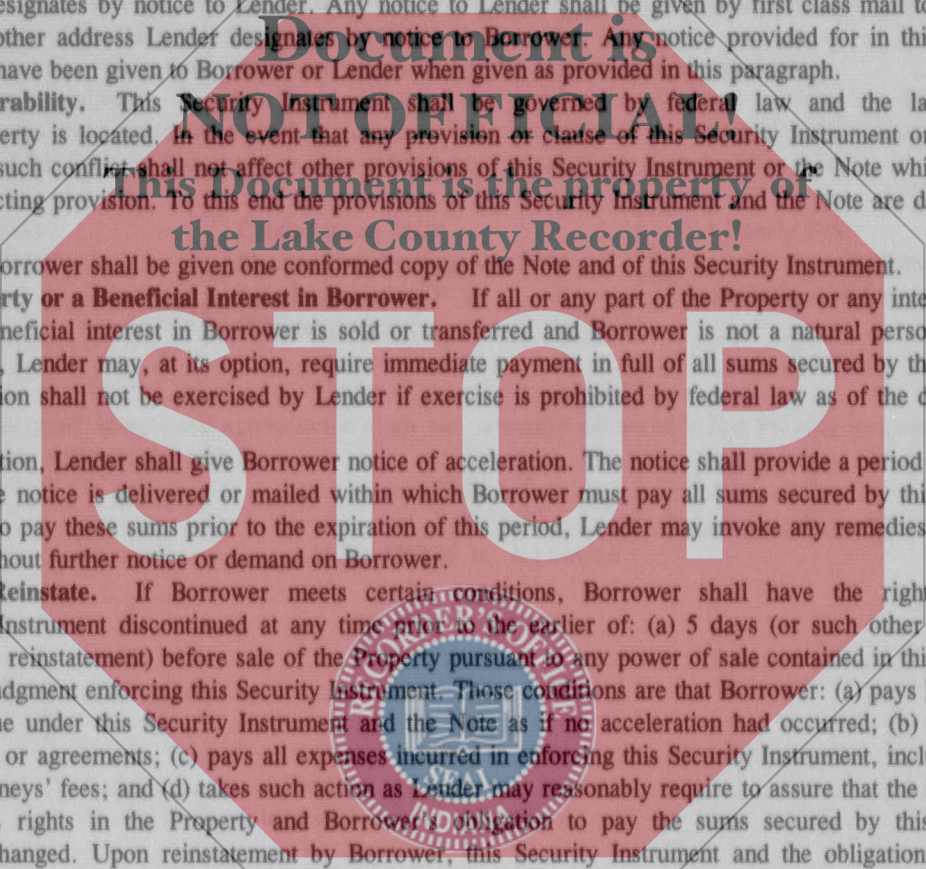 esignates by notice to Lender. Any notice to Lender shall be given by first class mail to
other address Lender designates by notice to Borrower. Any notice provided for in thi
have been given to Borrower or Lender when given as provided in this paragraph.
rability. This Security Instrument shall be governed by federal law and the la
erty is located. In the event that any provision or clause of this Security Instrument or
such conflict shall not affect other provisions of this Security Instrument or the Note whi
cting provision. To this end the provisions of this Security Instrument and the Note are d
Document is
NOT OFFICIAL!
This Document is the property of
the Lake County Recorder!
orrower shall be given one conformed copy of the Note and of this Security Instrument.
rty or a Beneficial Interest in Borrower. If all or any part of the Property or any inte
neficial interest in Borrower is sold or transferred and Borrower is not a natural perso
, Lender may, at its option, require immediate payment in full of all sums secured by th
ion shall not be exercised by Lender if exercise is prohibited by federal law as of the d
STOP
tion, Lender shall give Borrower notice of acceleration. The notice shall provide a period
e notice is delivered or mailed within which Borrower must pay all sums secured by thi
o pay these sums prior to the expiration of this period, Lender may invoke any remedies
hout further notice or demand on Borrower.
Reinstate. If Borrower meets certain conditions, Borrower shall have the righ
Instrument discontinued at any time prior to the earlier of: (a) 5 days (or such other
reinstatement) before sale of the Property pursuant to any power of sale contained in thi
udgment enforcing this Security Instrument. Those conditions are that Borrower: (a) pays
e under this Security Instrument and the Note as if no acceleration had occurred; (b)
or agreements; (c) pays all expenses incurred in enforcing this Security Instrument, incl
neys' fees; and (d) takes such action as Lender may reasonably require to assure that the
rights in the Property and Borrower's obligation to pay the sums secured by this
hanged. Upon reinstatement by Borrower, this Security Instrument and the obligation
RECORDER'S OFFICE
SEAL
INDIANA